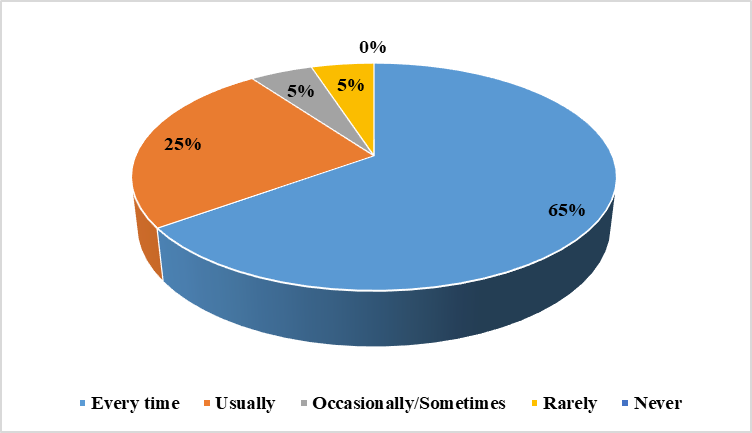 0%
5%
5%
25%
65%
Every time
Usually
Occasionally/Sometimes
Rarely
Never